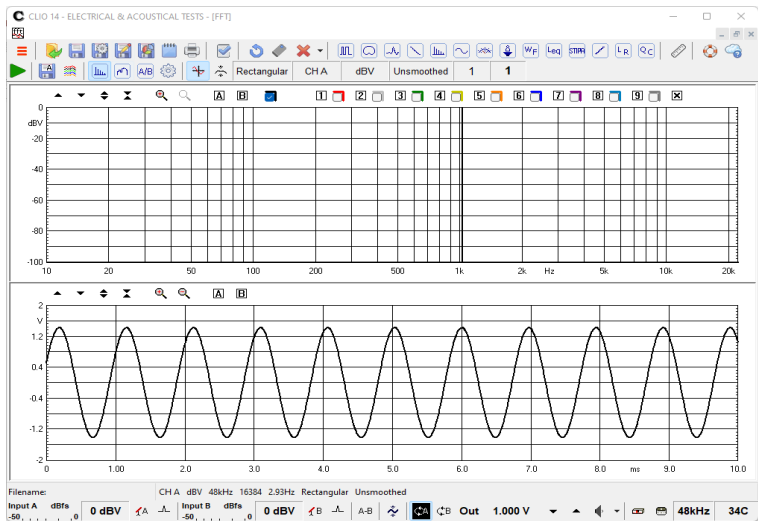 CLIO 14 - ELECTRICAL & ACOUSTICAL TESTS - [FFT]
WF Leq STIPA LR QC
A/B Rectangular CH A dBV Unsmoothed 1 1
A B 1 2 3 4 5 6 7 8 9
0
dBV
-20
-40
-60
-80
-100
10 20 50 100 200 500 1k 2k Hz 5k 10k 20k
A B
2
V
1.2
0.4
-0.4
-1.2
-2
0 1.00 2.0 3.0 4.0 5.0 6.0 7.0 8.0 ms 9.0 10.0
Filename: CH A dBV 48kHz 16384 2.93Hz Rectangular Unsmoothed
Input A dBfs Input B dBfs
-50 0 0 dBV A -50 0 0 dBV B A-B A B Out 1.000 V 48kHz 34C